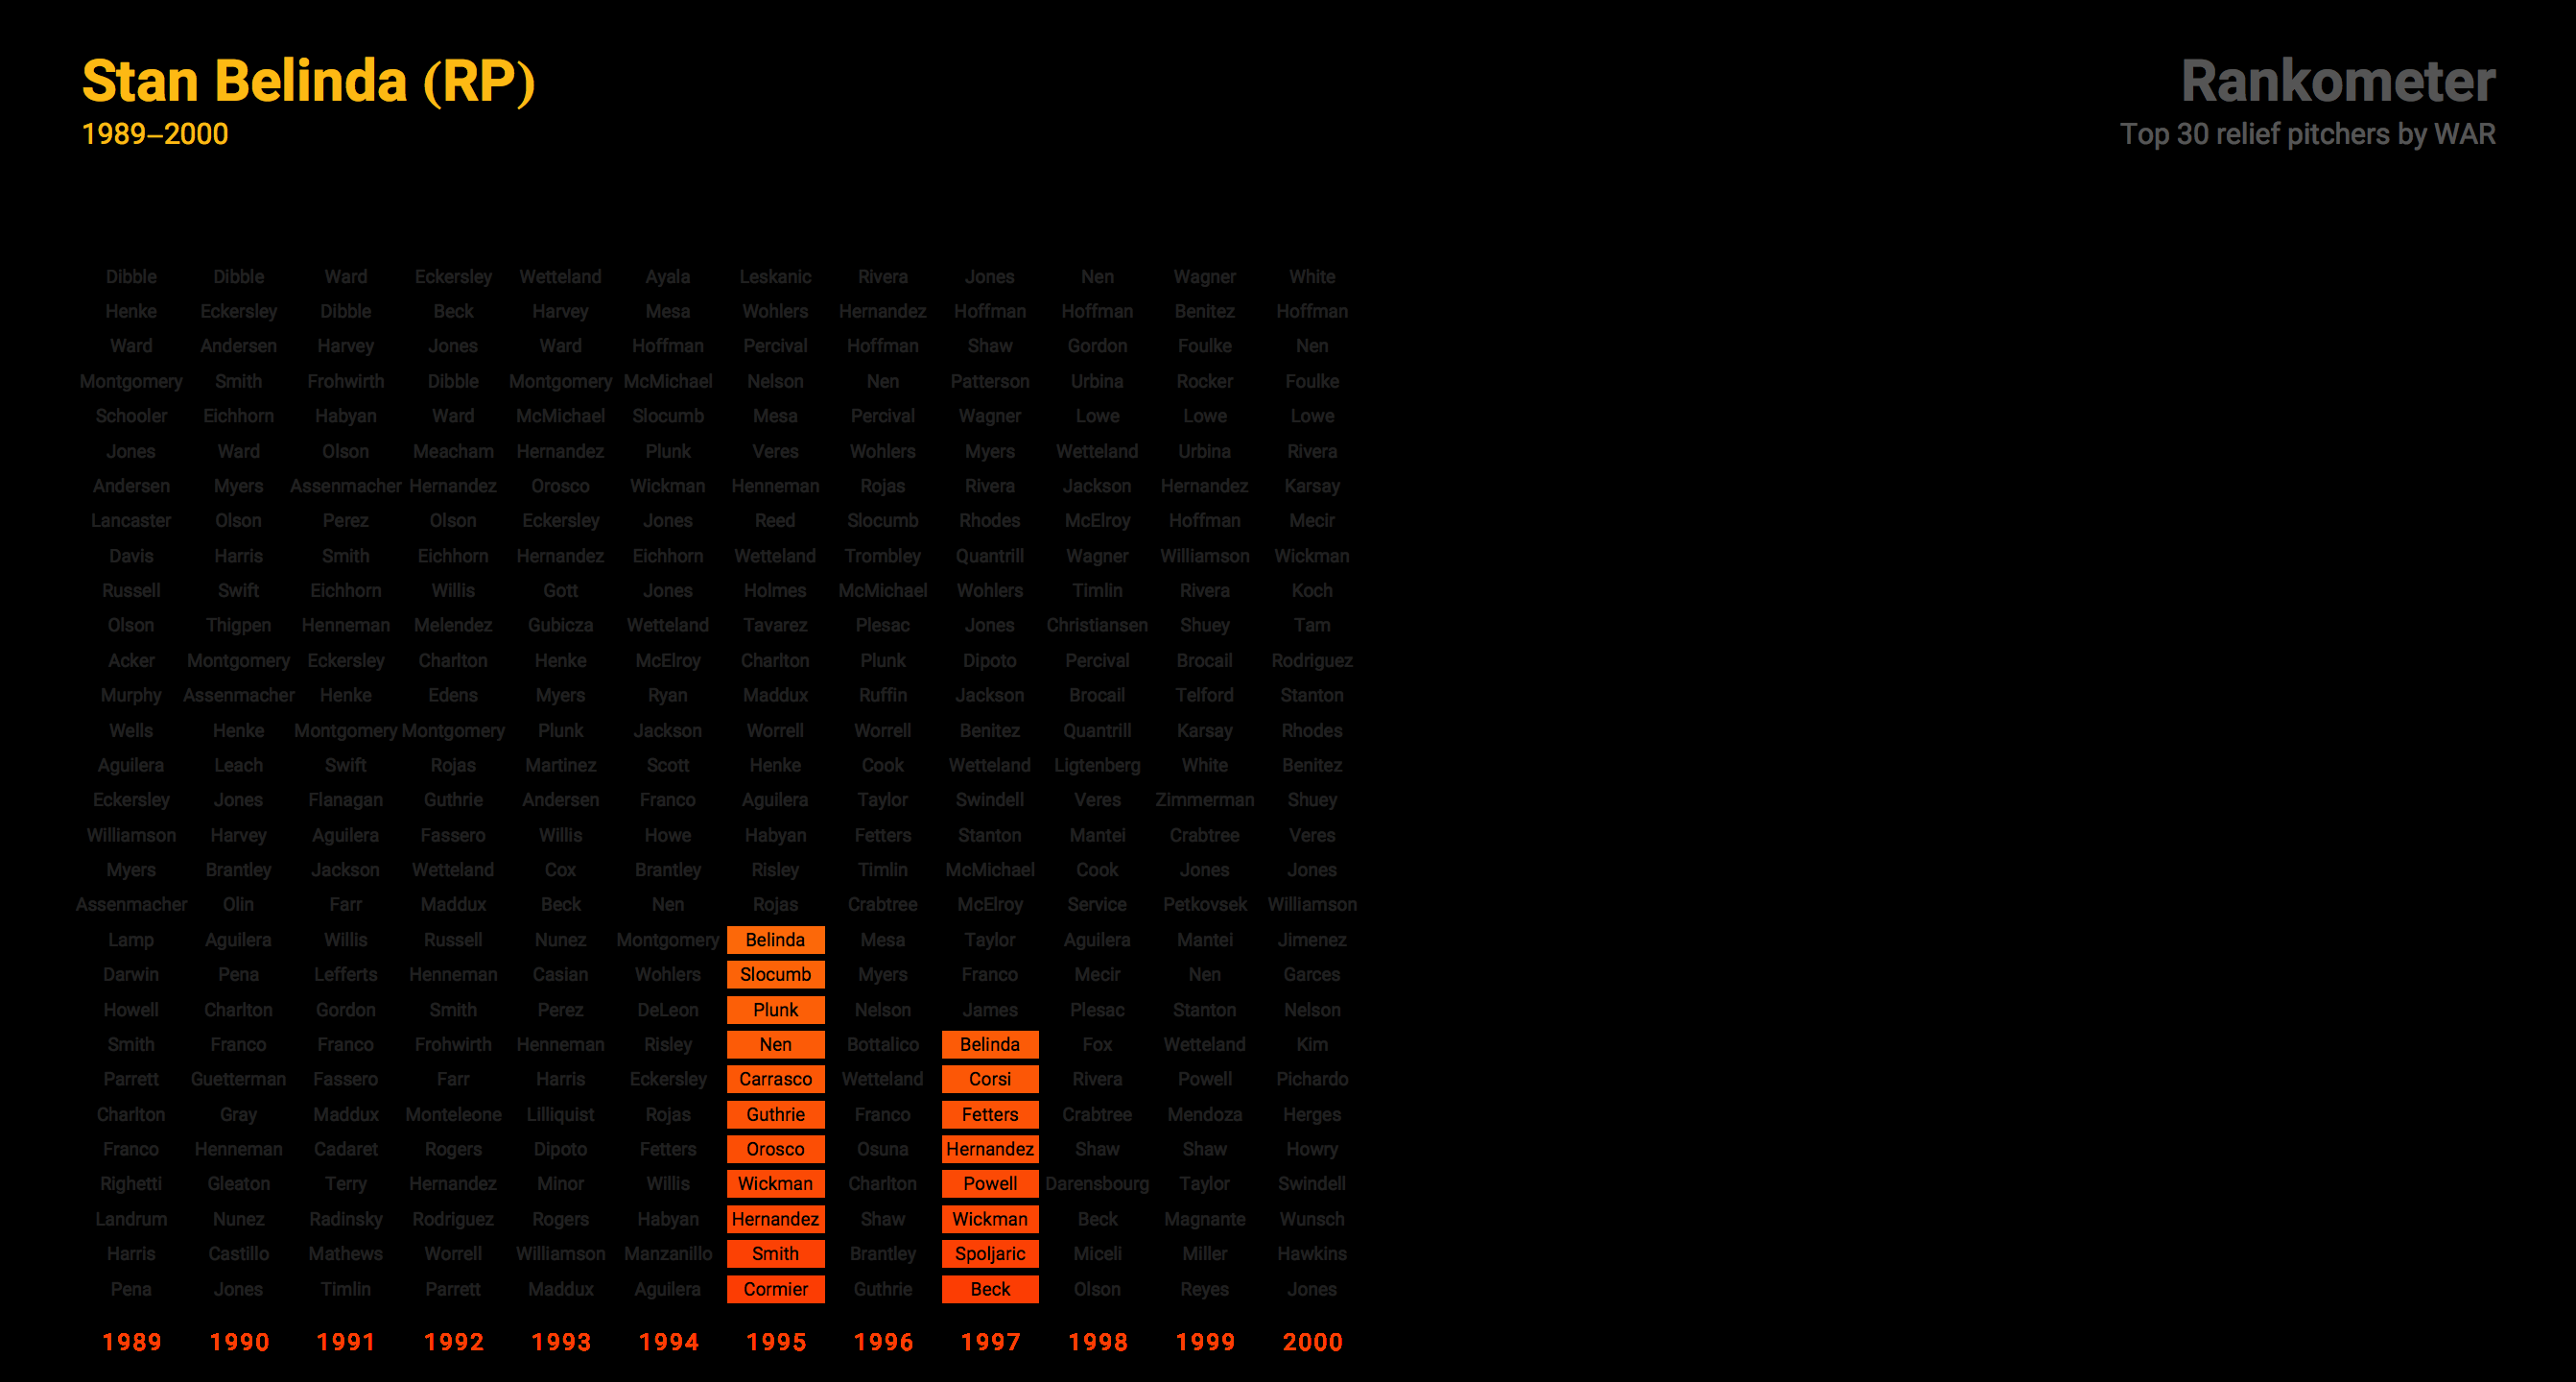 Stan Belinda (RP)
1989–2000
Rankometer
Top 30 relief pitchers by WAR
Dibble Dibble Ward Eckersley Wetteland Ayala Leskanic Rivera Jones Nen Wagner White
Henke Eckersley Dibble Beck Harvey Mesa Wohlers Hernandez Hoffman Hoffman Benitez Hoffman
Ward Andersen Harvey Jones Ward Hoffman Percival Hoffman Shaw Gordon Foulke Nen
Montgomery Smith Frohwirth Dibble Montgomery McMichael Nelson Nen Patterson Urbina Rocker Foulke
Schooler Eichhorn Habyan Ward McMichael Slocumb Mesa Percival Wagner Lowe Lowe Lowe
Jones Ward Olson Meacham Hernandez Plunk Veres Wohlers Myers Wetteland Urbina Rivera
Andersen Myers Assenmacher Hernandez Orosco Wickman Henneman Rojas Rivera Jackson Hernandez Karsay
Lancaster Olson Perez Olson Eckersley Jones Reed Slocumb Rhodes McElroy Hoffman Mecir
Davis Harris Smith Eichhorn Hernandez Eichhorn Wetteland Trombley Quantrill Wagner Williamson Wickman
Russell Swift Eichhorn Willis Gott Jones Holmes McMichael Wohlers Timlin Rivera Koch
Olson Thigpen Henneman Melendez Gubicza Wetteland Tavarez Plesac Jones Christiansen Shuey Tam
Acker Montgomery Eckersley Charlton Henke McElroy Charlton Plunk Dipoto Percival Brocail Rodriguez
Murphy Assenmacher Henke Edens Myers Ryan Maddux Ruffin Jackson Brocail Telford Stanton
Wells Henke Montgomery Montgomery Plunk Jackson Worrell Worrell Benitez Quantrill Karsay Rhodes
Aguilera Leach Swift Rojas Martinez Scott Henke Cook Wetteland Ligtenberg White Benitez
Eckersley Jones Flanagan Guthrie Andersen Franco Aguilera Taylor Swindell Veres Zimmerman Shuey
Williamson Harvey Aguilera Fassero Willis Howe Habyan Fetters Stanton Mantei Crabtree Veres
Myers Brantley Jackson Wetteland Cox Brantley Risley Timlin McMichael Cook Jones Jones
Assenmacher Olin Farr Maddux Beck Nen Rojas Crabtree McElroy Service Petkovsek Williamson
Lamp Aguilera Willis Russell Nunez Montgomery Belinda Mesa Taylor Aguilera Mantei Jimenez
Darwin Pena Lefferts Henneman Casian Wohlers Slocumb Myers Franco Mecir Nen Garces
Howell Charlton Gordon Smith Perez DeLeon Plunk Nelson James Plesac Stanton Nelson
Smith Franco Franco Frohwirth Henneman Risley Nen Bottalico Belinda Fox Wetteland Kim
Parrett Guetterman Fassero Farr Harris Eckersley Carrasco Wetteland Corsi Rivera Powell Pichardo
Charlton Gray Maddux Monteleone Lilliquist Rojas Guthrie Franco Fetters Crabtree Mendoza Herges
Franco Henneman Cadaret Rogers Dipoto Fetters Orosco Osuna Hernandez Shaw Shaw Howry
Righetti Gleaton Terry Hernandez Minor Willis Wickman Charlton Powell Darensbourg Taylor Swindell
Landrum Nunez Radinsky Rodriguez Rogers Habyan Hernandez Shaw Wickman Beck Magnante Wunsch
Harris Castillo Mathews Worrell Williamson Manzanillo Smith Brantley Spoljaric Miceli Miller Hawkins
Pena Jones Timlin Parrett Maddux Aguilera Cormier Guthrie Beck Olson Reyes Jones
1989 1990 1991 1992 1993 1994 1995 1996 1997 1998 1999 2000